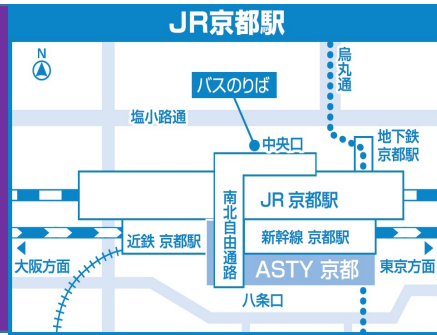 JR京都駅
N
烏丸通
バスのりば
塩小路通
中央口
地下鉄
京都駅
南北自由通路
JR 京都駅
近鉄 京都駅
新幹線 京都駅
大阪方面
ASTY 京都
東京方面
八条口